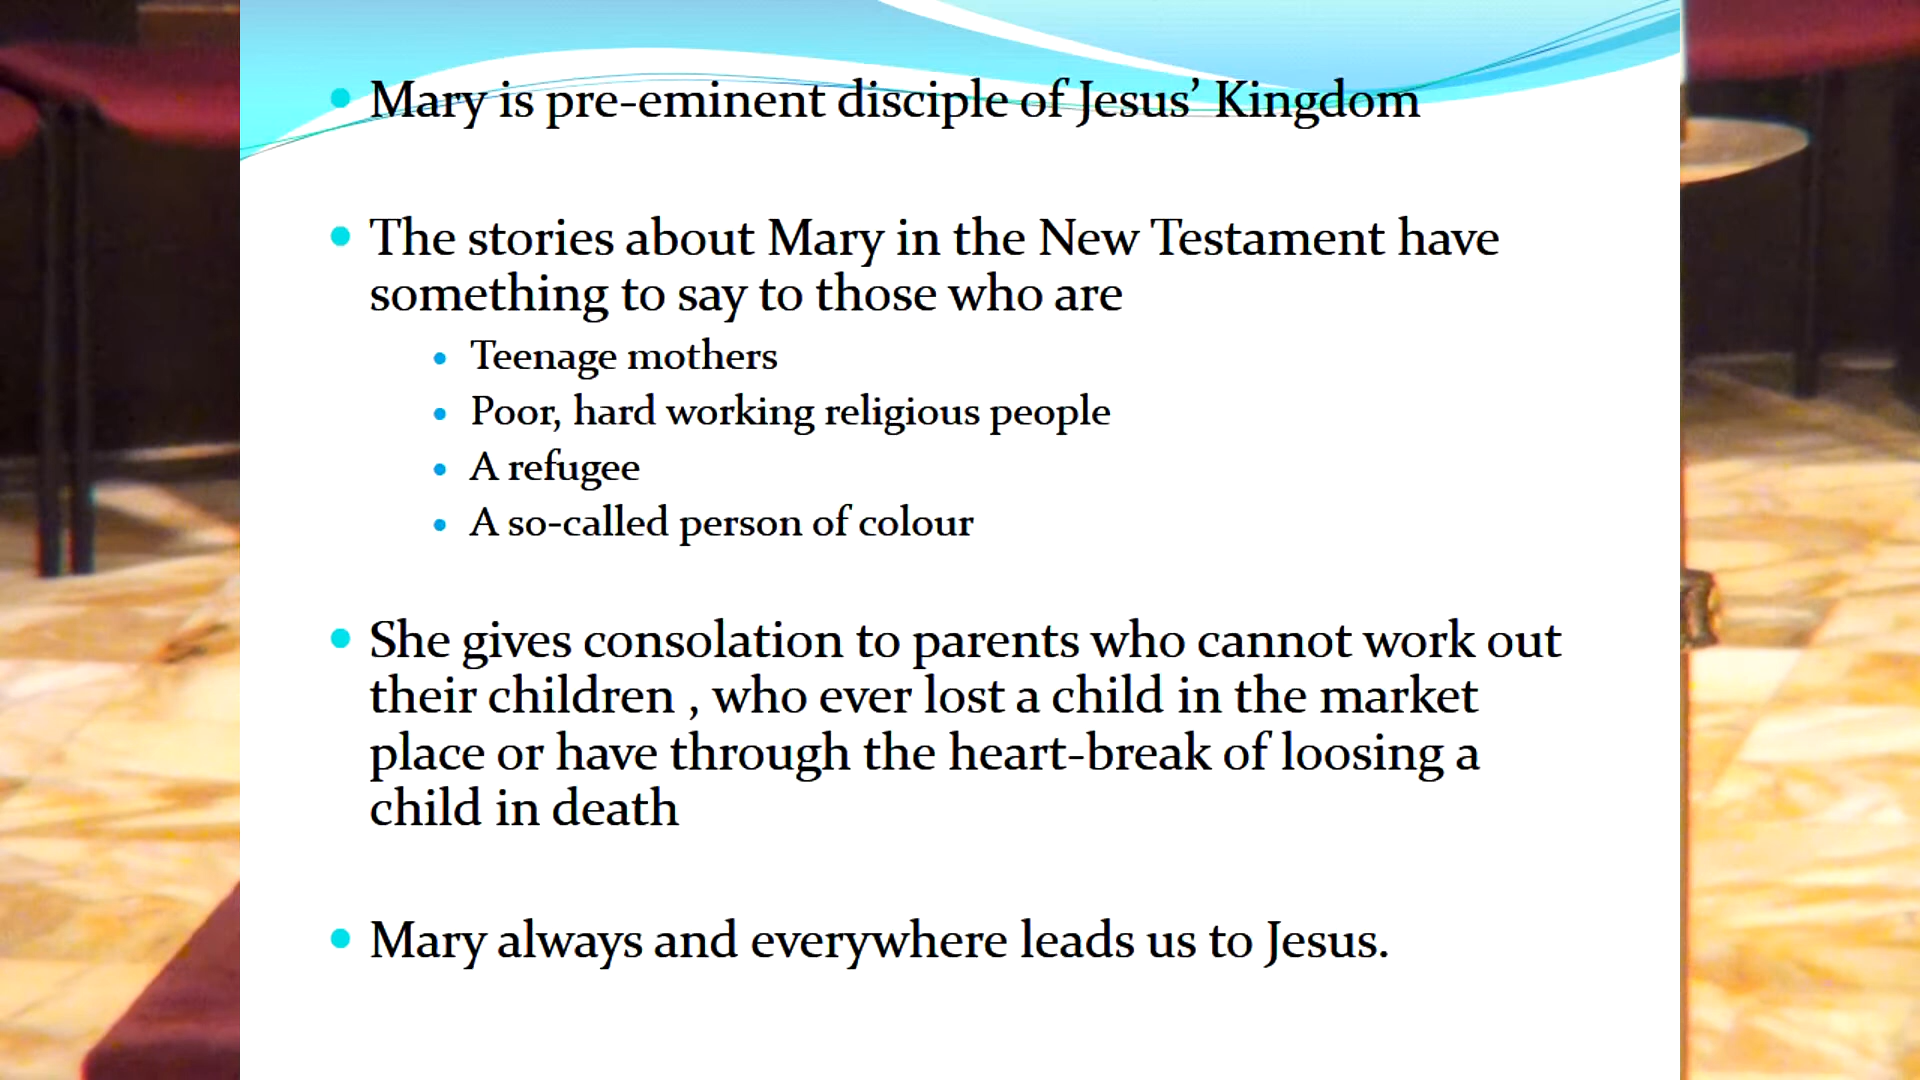 Mary is pre-eminent disciple of Jesus’ Kingdom
The stories about Mary in the New Testament have
something to say to those who are
Teenage mothers
Poor, hard working religious people
A refugee
A so-called person of colour
She gives consolation to parents who cannot work out
their children , who ever lost a child in the market
place or have through the heart-break of loosing a
child in death
Mary always and everywhere leads us to Jesus.